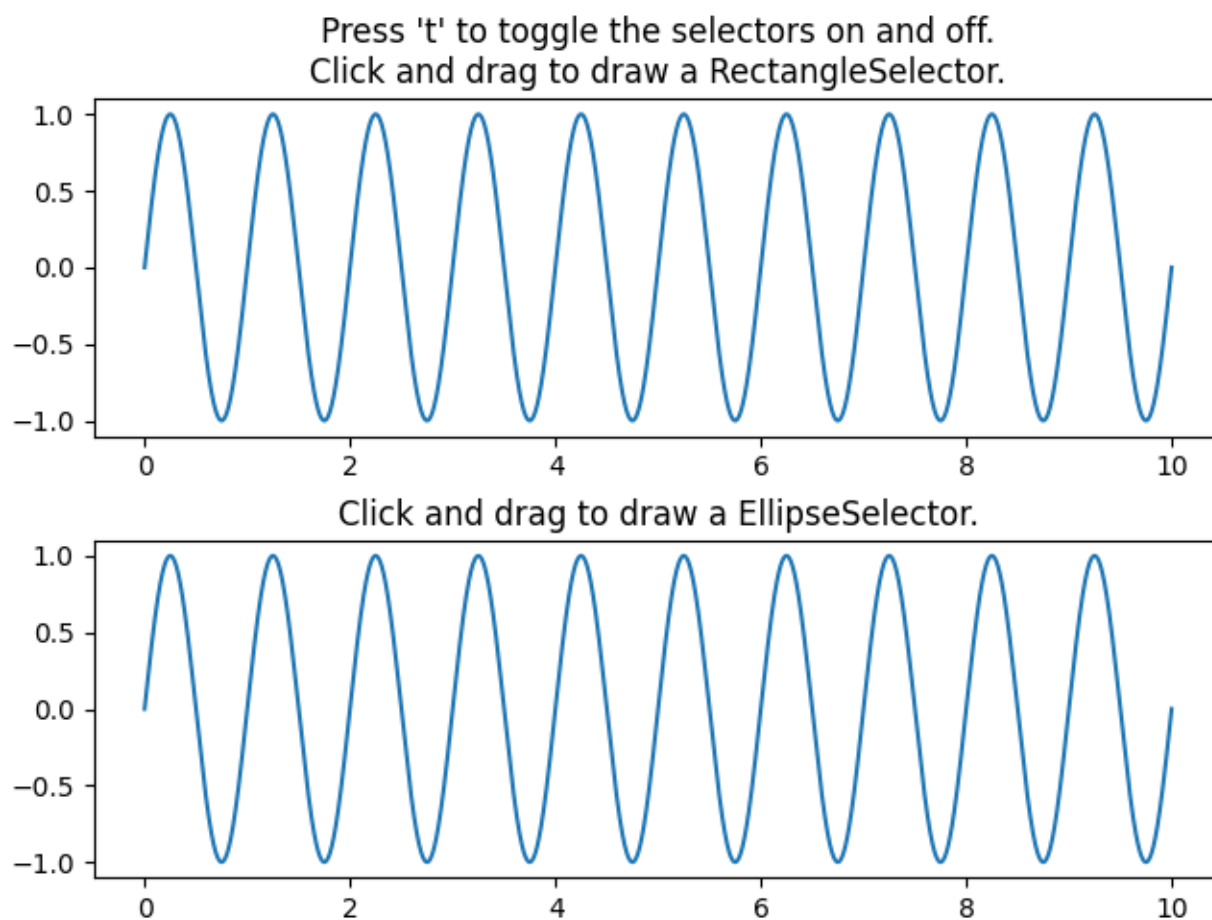 Press 't' to toggle the selectors on and off.
Click and drag to draw a RectangleSelector.
1.0
0.5
0.0
−0.5
−1.0
0 2 4 6 8 10
Click and drag to draw a EllipseSelector.
1.0
0.5
0.0
−0.5
−1.0
0 2 4 6 8 10